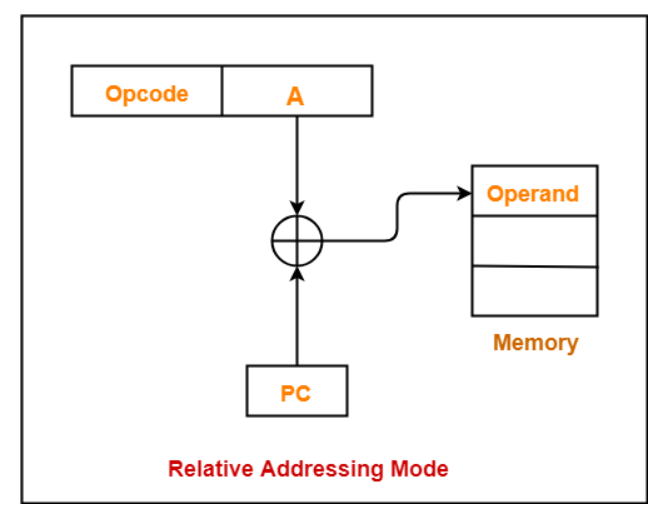 Opcode A
Operand
Memory
PC
Relative Addressing Mode